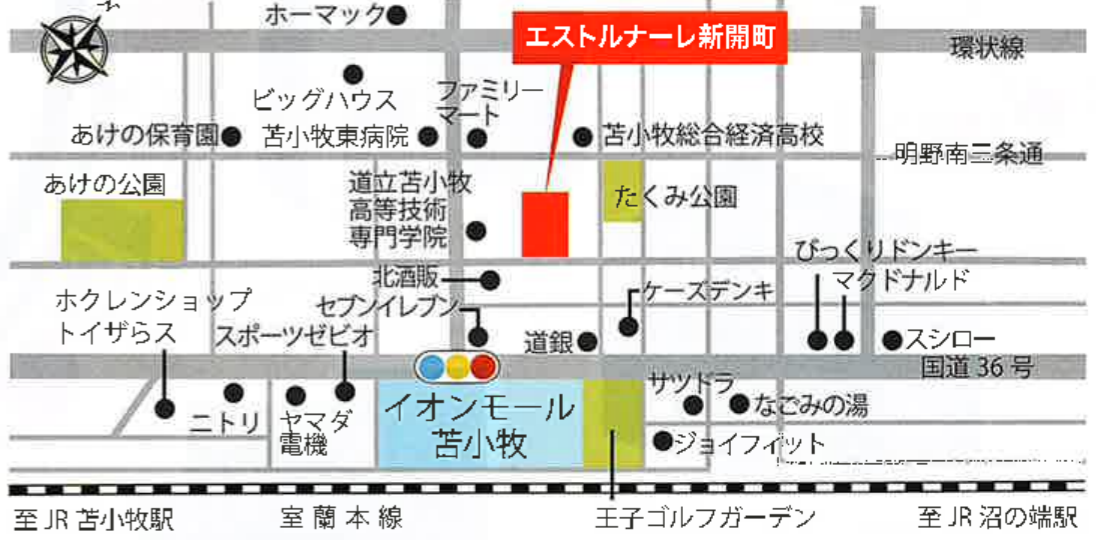 ホーマック
エストルナーレ新開町
環状線
ビッグハウス
ファミリー
マート
あけの保育園
苫小牧東病院
苫小牧総合経済高校
明野南三条通
あけの公園
道立苫小牧
高等技術
専門学院
たくみ公園
びっくりドンキー
マクドナルド
北酒販
ケーズデンキ
ホクレンショップ
トイザらス
セブンイレブン
スポーツゼビオ
道銀
スシロー
国道36号
サツドラ
なごみの湯
ニトリ
ヤマダ
電機
イオンモール
苫小牧
ジョイフィット
至JR苫小牧駅
室蘭本線
王子ゴルフガーデン
至JR沼の端駅